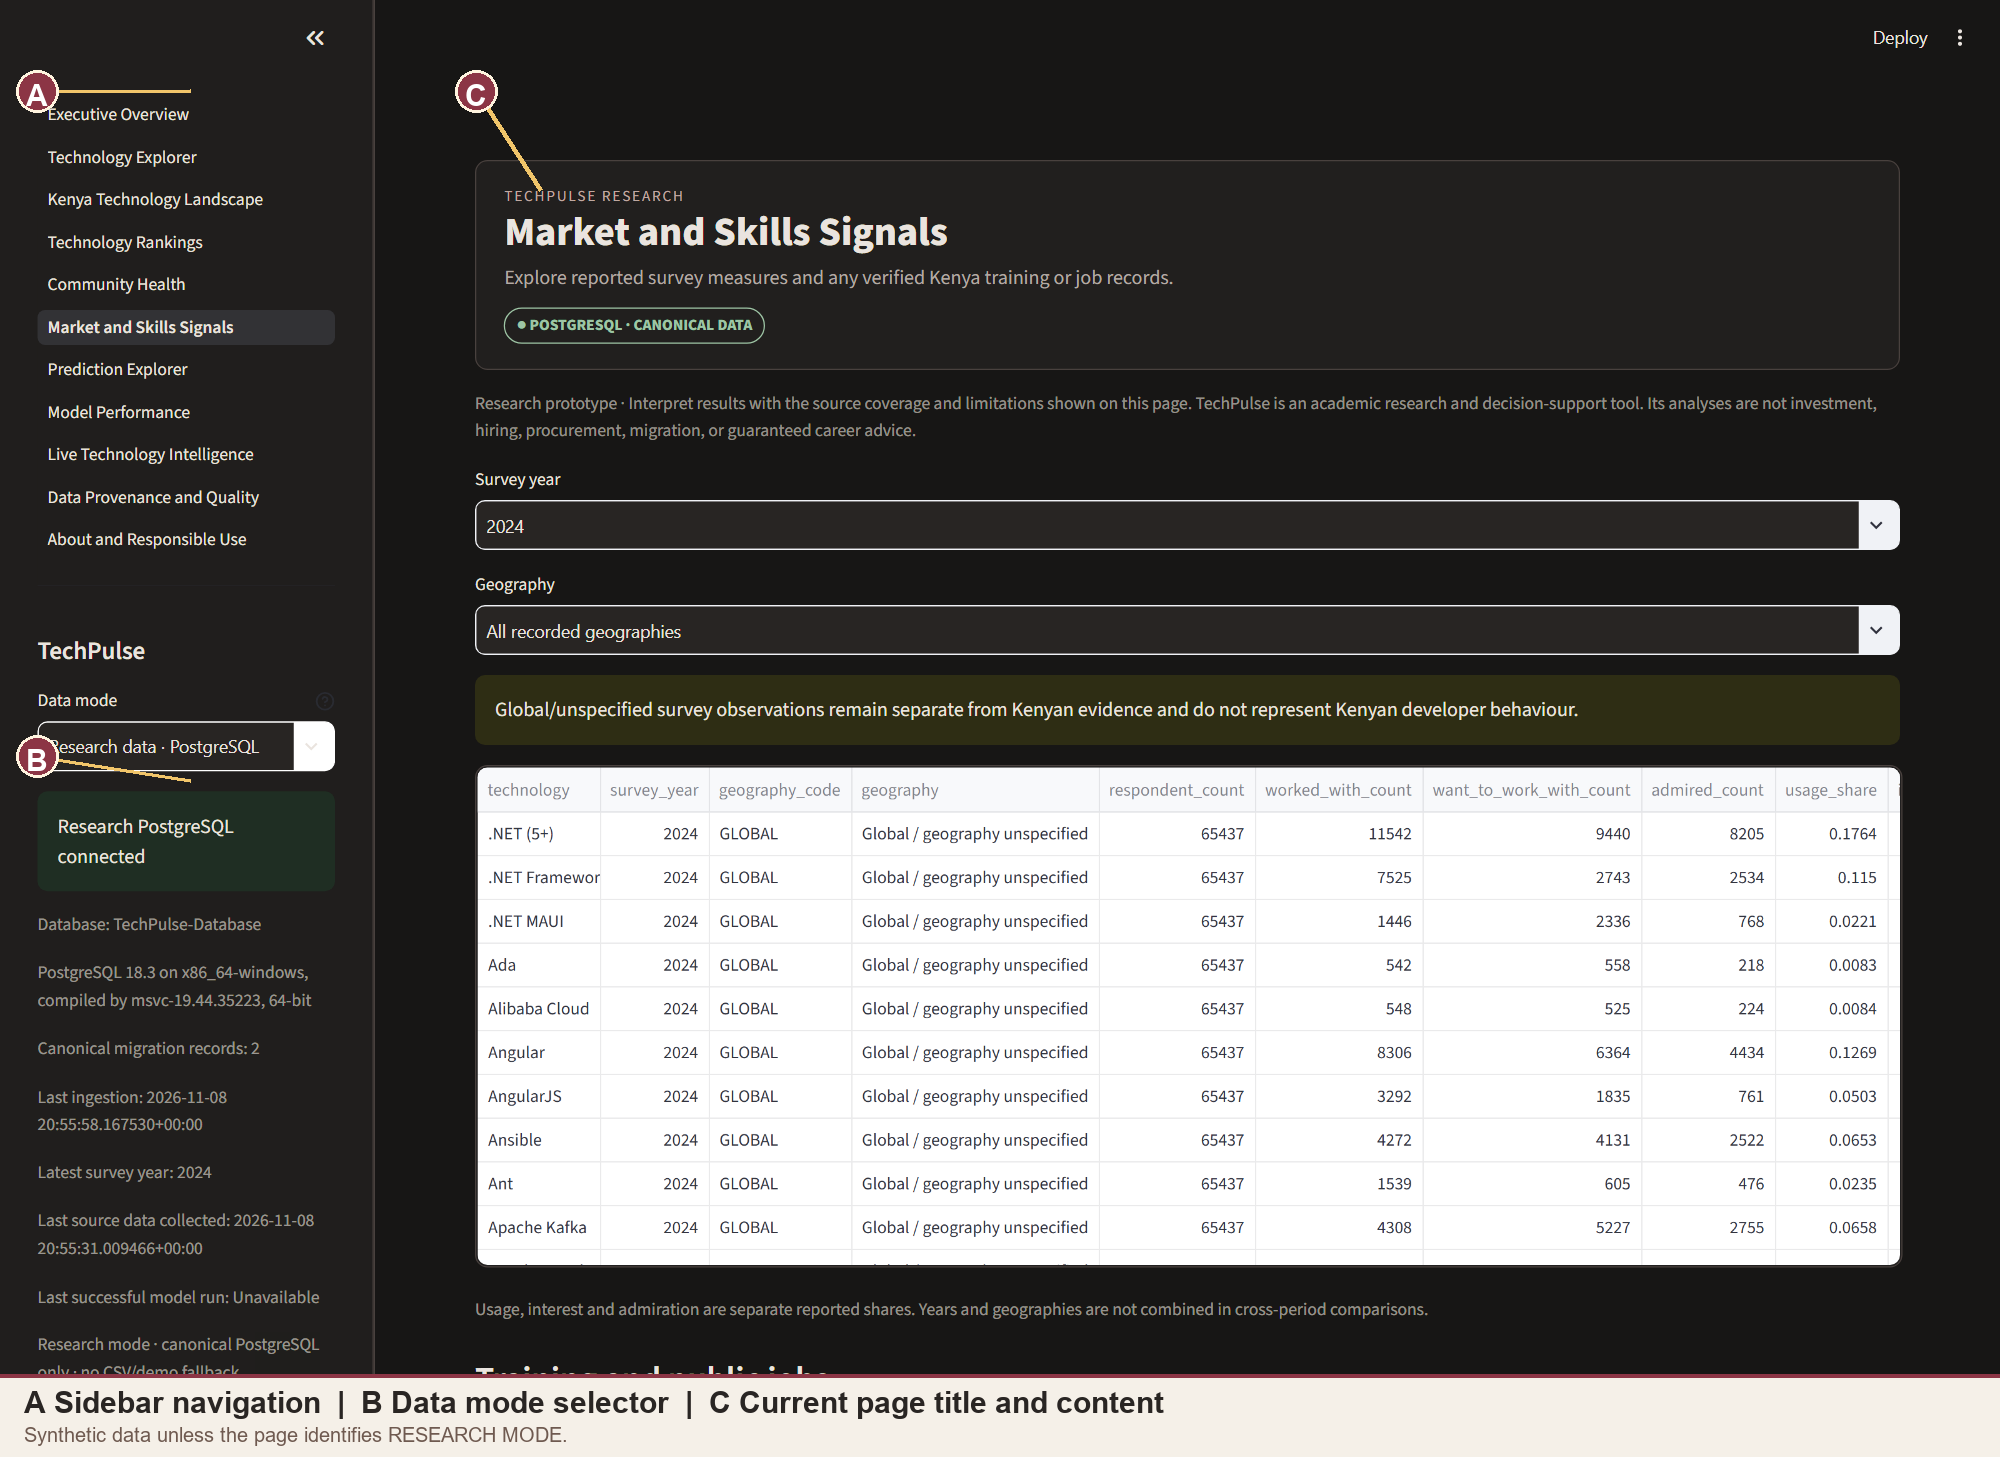 Deploy
A
Executive Overview
Technology Explorer
Kenya Technology Landscape
Technology Rankings
Community Health
Market and Skills Signals
Prediction Explorer
Model Performance
Live Technology Intelligence
Data Provenance and Quality
About and Responsible Use
TechPulse
Data mode
Research data · PostgreSQL
B
Research PostgreSQL
connected
Database: TechPulse-Database
PostgreSQL 18.3 on x86_64-windows,
compiled by msvc-19.44.35223, 64-bit
Canonical migration records: 2
Last ingestion: 2026-11-08
20:55:58.167530+00:00
Latest survey year: 2024
Last source data collected: 2026-11-08
20:55:31.009466+00:00
Last successful model run: Unavailable
Research mode · canonical PostgreSQL
only · no CSV/demo fallback
C
TECHPULSE RESEARCH
Market and Skills Signals
Explore reported survey measures and any verified Kenya training or job records.
POSTGRESQL · CANONICAL DATA
Research prototype · Interpret results with the source coverage and limitations shown on this page. TechPulse is an academic research and decision-support tool. Its analyses are not investment,
hiring, procurement, migration, or guaranteed career advice.
Survey year
2024
Geography
All recorded geographies
Global/unspecified survey observations remain separate from Kenyan evidence and do not represent Kenyan developer behaviour.
technology survey_year geography_code geography respondent_count worked_with_count want_to_work_with_count admired_count usage_share
.NET (5+) 2024 GLOBAL Global / geography unspecified 65437 11542 9440 8205 0.1764
.NET Framewor 2024 GLOBAL Global / geography unspecified 65437 7525 2743 2534 0.115
.NET MAUI 2024 GLOBAL Global / geography unspecified 65437 1446 2336 768 0.0221
Ada 2024 GLOBAL Global / geography unspecified 65437 542 558 218 0.0083
Alibaba Cloud 2024 GLOBAL Global / geography unspecified 65437 548 525 224 0.0084
Angular 2024 GLOBAL Global / geography unspecified 65437 8306 6364 4434 0.1269
AngularJS 2024 GLOBAL Global / geography unspecified 65437 3292 1835 761 0.0503
Ansible 2024 GLOBAL Global / geography unspecified 65437 4272 4131 2522 0.0653
Ant 2024 GLOBAL Global / geography unspecified 65437 1539 605 476 0.0235
Apache Kafka 2024 GLOBAL Global / geography unspecified 65437 4308 5227 2755 0.0658
Usage, interest and admiration are separate reported shares. Years and geographies are not combined in cross-period comparisons.
Training and public jobs
A Sidebar navigation | B Data mode selector | C Current page title and content
Synthetic data unless the page identifies RESEARCH MODE.